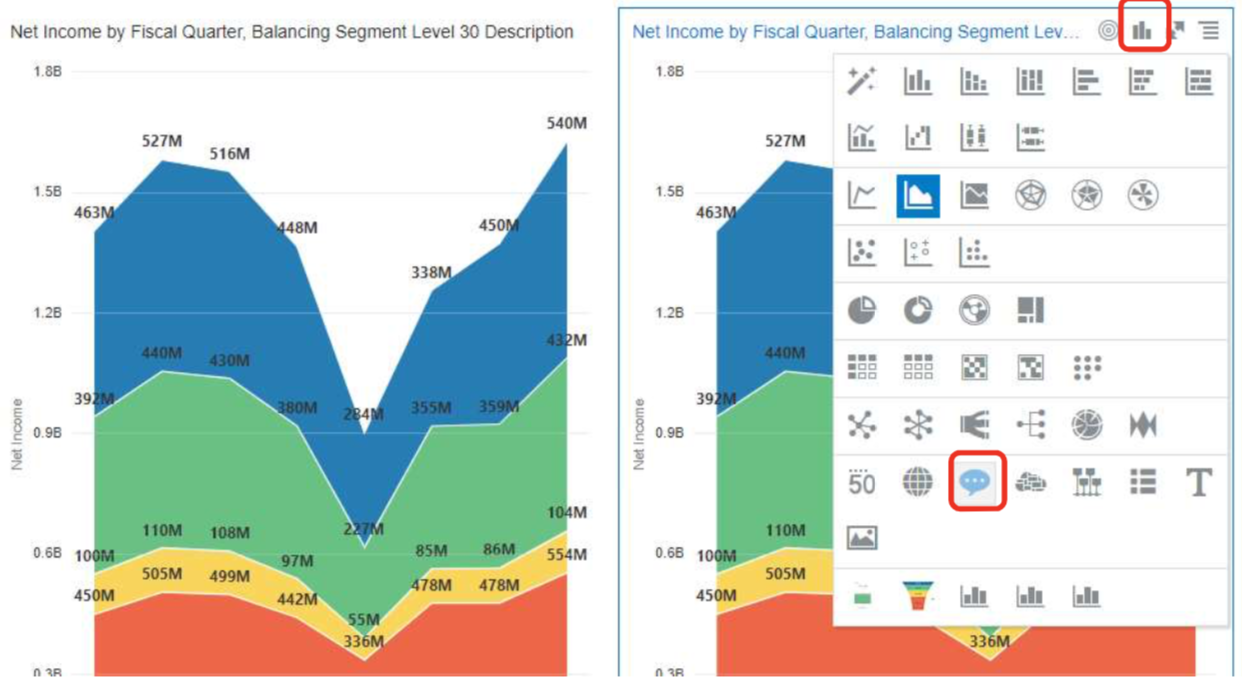 Net Income by Fiscal Quarter, Balancing Segment Level 30 Description
1.8B
540M
527M
516M
1.5B
463M
448M
450M
338M
1.2B
432M
440M
430M
392M
380M
284M
355M
359M
Net Income
0.9B
104M
110M
108M
227M
0.6B
100M
97M
85M
86M
554M
505M
499M
478M
478M
450M
442M
55M
336M
0.3B
Net Income by Fiscal Quarter, Balancing Segment Lev...
1.8B
527M
1.5B
463M
1.2B
440M
392M
Net Income
0.9B
50
T
110M
0.6B
100M
505M
450M
336M
0.3B